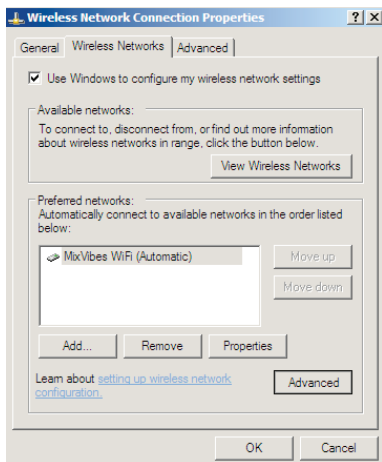 Wireless Network Connection Properties
General Wireless Networks Advanced
Use Windows to configure my wireless network settings
Available networks:
To connect to, disconnect from, or find out more information
about wireless networks in range, click the button below.
View Wireless Networks
Preferred networks:
Automatically connect to available networks in the order listed
below:
MixVibes WiFi (Automatic)
Move up
Move down
Add... Remove Properties
Learn about setting up wireless network
configuration.
Advanced
OK Cancel